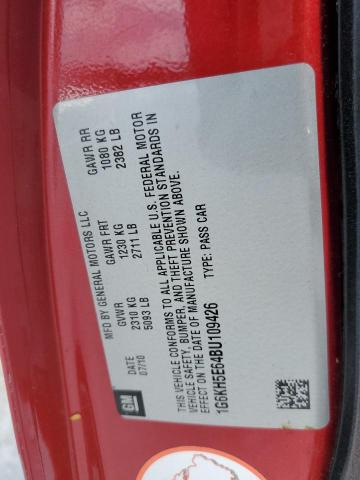 GM
MFD BY GENERAL MOTORS LLC
DATE GVWR GAWR FRT GAWR RR
07/10 2310 KG 1230 KG 1080 KG
5093 LB 2711 LB 2382 LB
THIS VEHICLE CONFORMS TO ALL APPLICABLE U.S. FEDERAL MOTOR
VEHICLE SAFETY, BUMPER, AND THEFT PREVENTION STANDARDS IN
EFFECT ON THE DATE OF MANUFACTURE SHOWN ABOVE.
1G6KH5E64BU109426 TYPE: PASS CAR